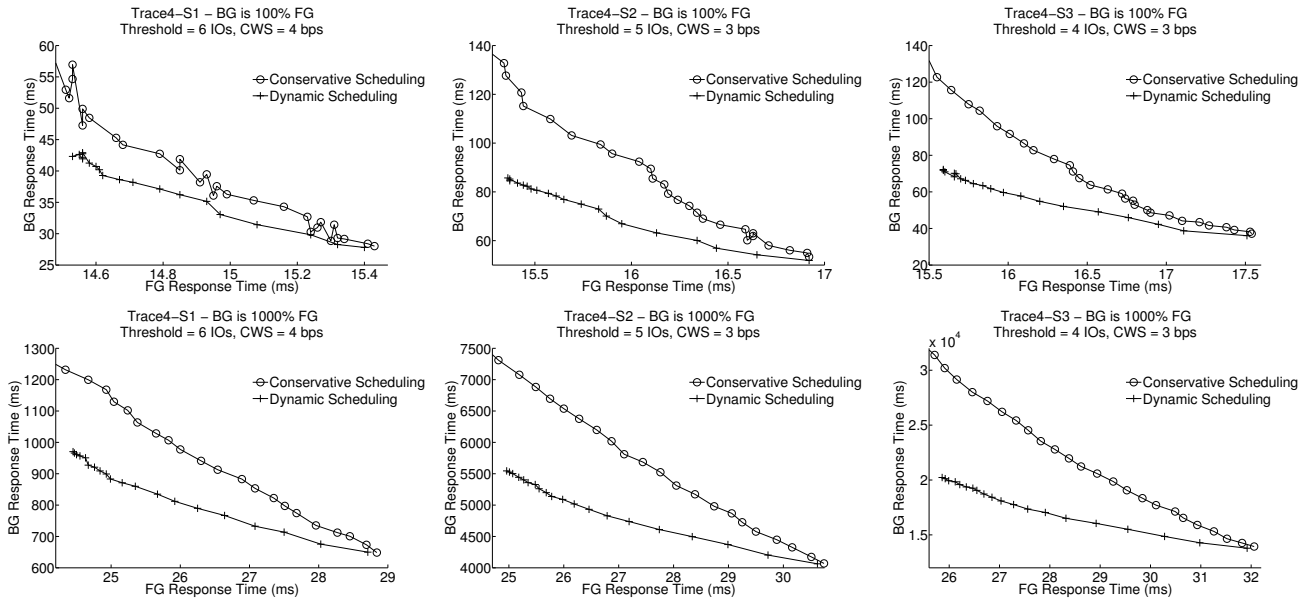 Trace4−S1 − BG is 100% FG
Threshold = 6 IOs, CWS = 4 bps
60
55
50
45
40
35
30
25
BG Response Time (ms)
Conservative Scheduling
Dynamic Scheduling
14.6
14.8
15
15.2
15.4
FG Response Time (ms)
Trace4−S2 − BG is 100% FG
Threshold = 5 IOs, CWS = 3 bps
140
120
100
80
60
BG Response Time (ms)
Conservative Scheduling
Dynamic Scheduling
15.5
16
16.5
17
FG Response Time (ms)
Trace4−S3 − BG is 100% FG
Threshold = 4 IOs, CWS = 3 bps
140
120
100
80
60
40
20
BG Response Time (ms)
Conservative Scheduling
Dynamic Scheduling
15.5
16
16.5
17
17.5
FG Response Time (ms)
Trace4−S1 − BG is 1000% FG
Threshold = 6 IOs, CWS = 4 bps
1300
1200
1100
1000
900
800
700
600
BG Response Time (ms)
Conservative Scheduling
Dynamic Scheduling
25
26
27
28
29
FG Response Time (ms)
Trace4−S2 − BG is 1000% FG
Threshold = 5 IOs, CWS = 3 bps
7500
7000
6500
6000
5500
5000
4500
4000
BG Response Time (ms)
Conservative Scheduling
Dynamic Scheduling
25
26
27
28
29
30
FG Response Time (ms)
Trace4−S3 − BG is 1000% FG
Threshold = 4 IOs, CWS = 3 bps
x 10⁴
3
2.5
2
1.5
BG Response Time (ms)
Conservative Scheduling
Dynamic Scheduling
26
27
28
29
30
31
32
FG Response Time (ms)